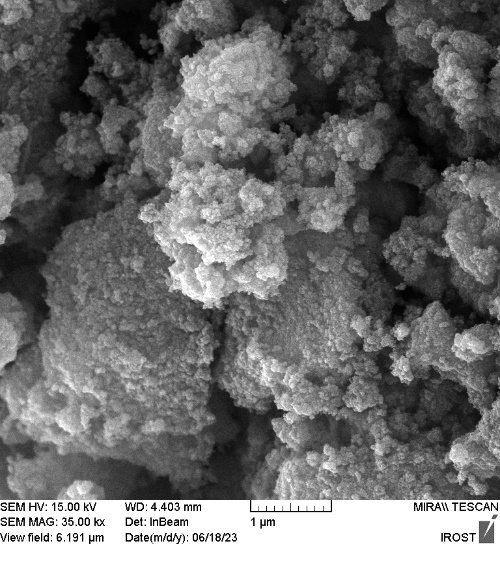 SEM HV: 15.00 kV WD: 4.403 mm MIRA\\ TESCAN
SEM MAG: 35.00 kx Det: InBeam 1 µm
View field: 6.191 µm Date(m/d/y): 06/18/23 IROST